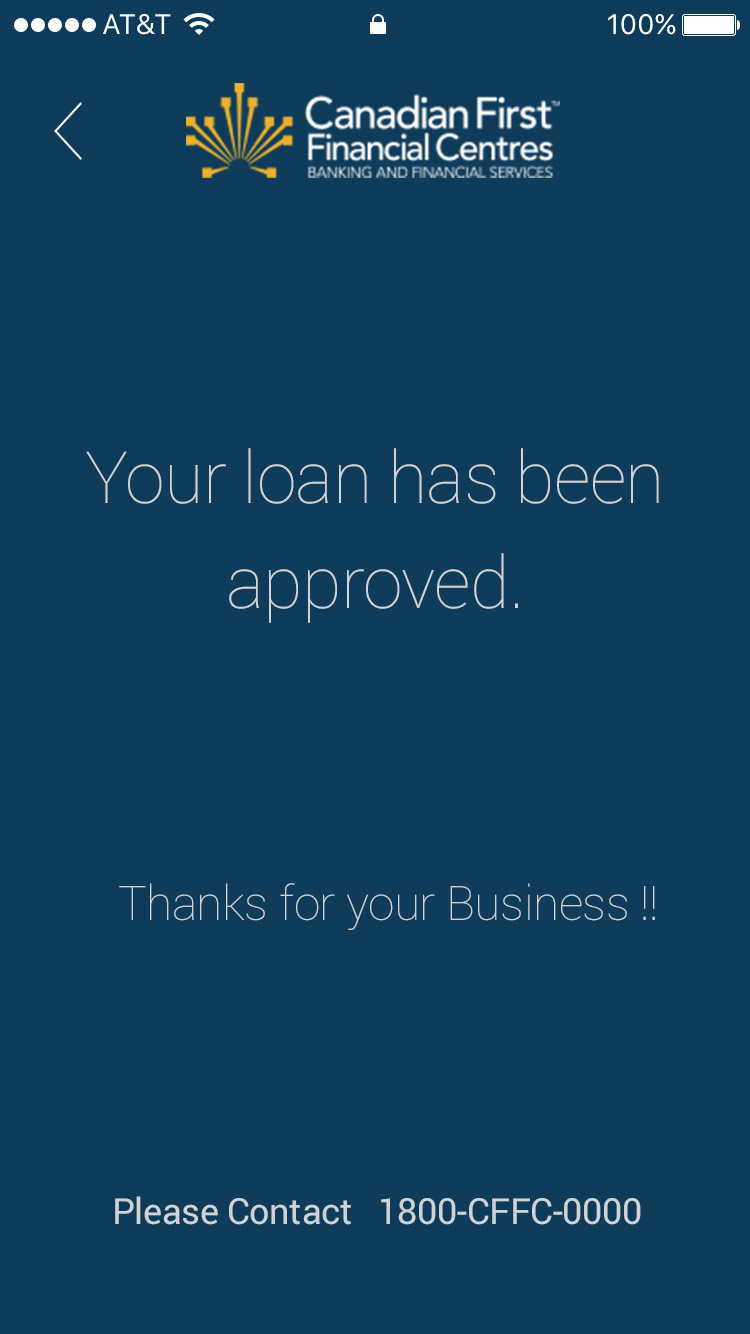 AT&T 100%
Canadian First™
Financial Centres
BANKING AND FINANCIAL SERVICES
Your loan has been
approved.
Thanks for your Business !!
Please Contact 1800-CFFC-0000